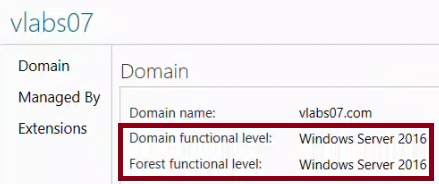 vlabs07
Domain
Managed By
Extensions
Domain
Domain name: vlabs07.com
Domain functional level: Windows Server 2016
Forest functional level: Windows Server 2016